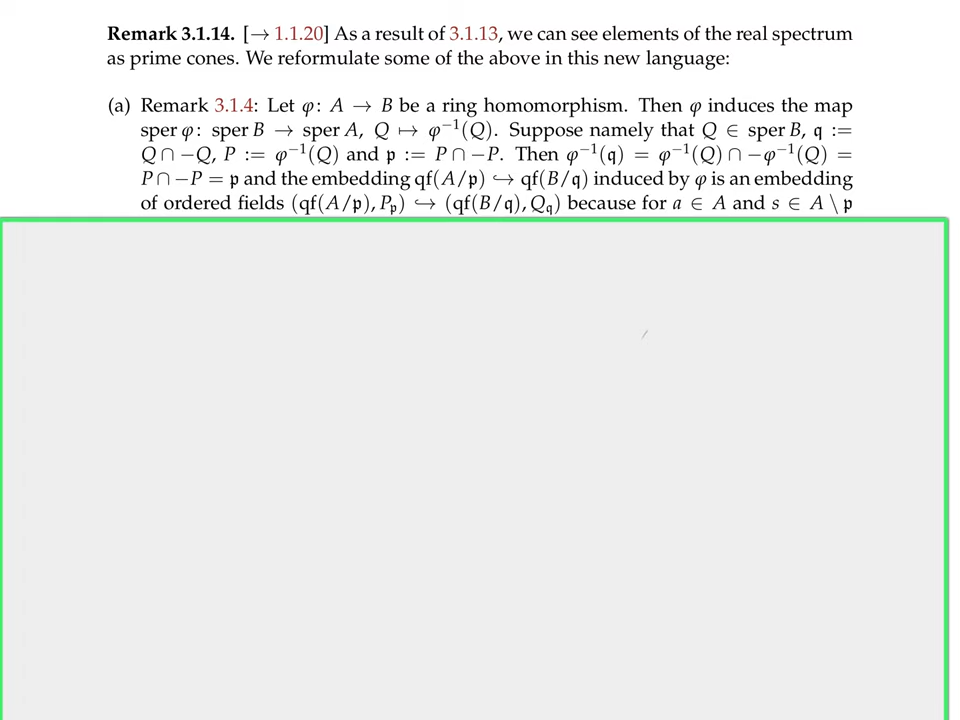 Remark 3.1.14. [→ 1.1.20] As a result of 3.1.13, we can see elements of the real spectrum
as prime cones. We reformulate some of the above in this new language:
(a) Remark 3.1.4: Let φ: A → B be a ring homomorphism. Then φ induces the map
sper φ: sper B → sper A, Q ↦ φ⁻¹(Q). Suppose namely that Q ∈ sper B, 𝔮 :=
Q ∩ −Q, P := φ⁻¹(Q) and 𝔭 := P ∩ −P. Then φ⁻¹(𝔮) = φ⁻¹(Q) ∩ −φ⁻¹(Q) =
P ∩ −P = 𝔭 and the embedding qf(A/𝔭) ↪ qf(B/𝔮) induced by φ is an embedding
of ordered fields (qf(A/𝔭), P_𝔭) ↪ (qf(B/𝔮), Q_𝔮) because for a ∈ A and s ∈ A \ 𝔭